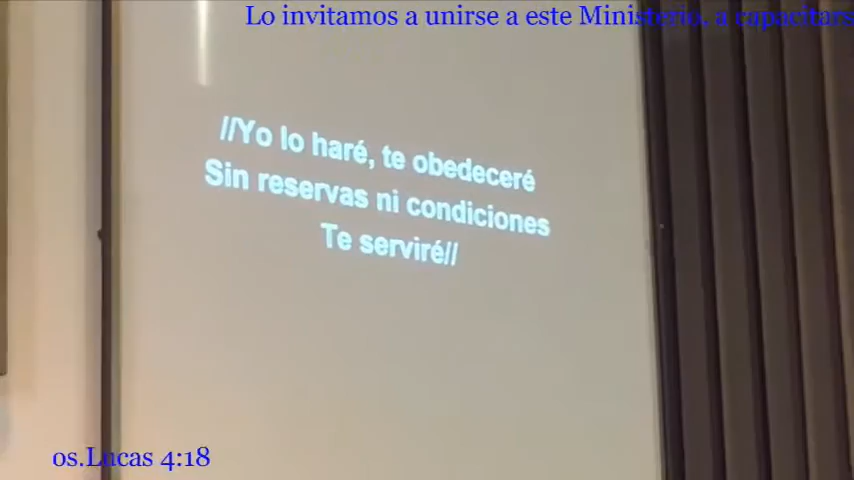 Lo invitamos a unirse a este Ministerio. a capacitars
//Yo lo haré, te obedeceré
Sin reservas ni condiciones
Te serviré//
os.Lucas 4:18